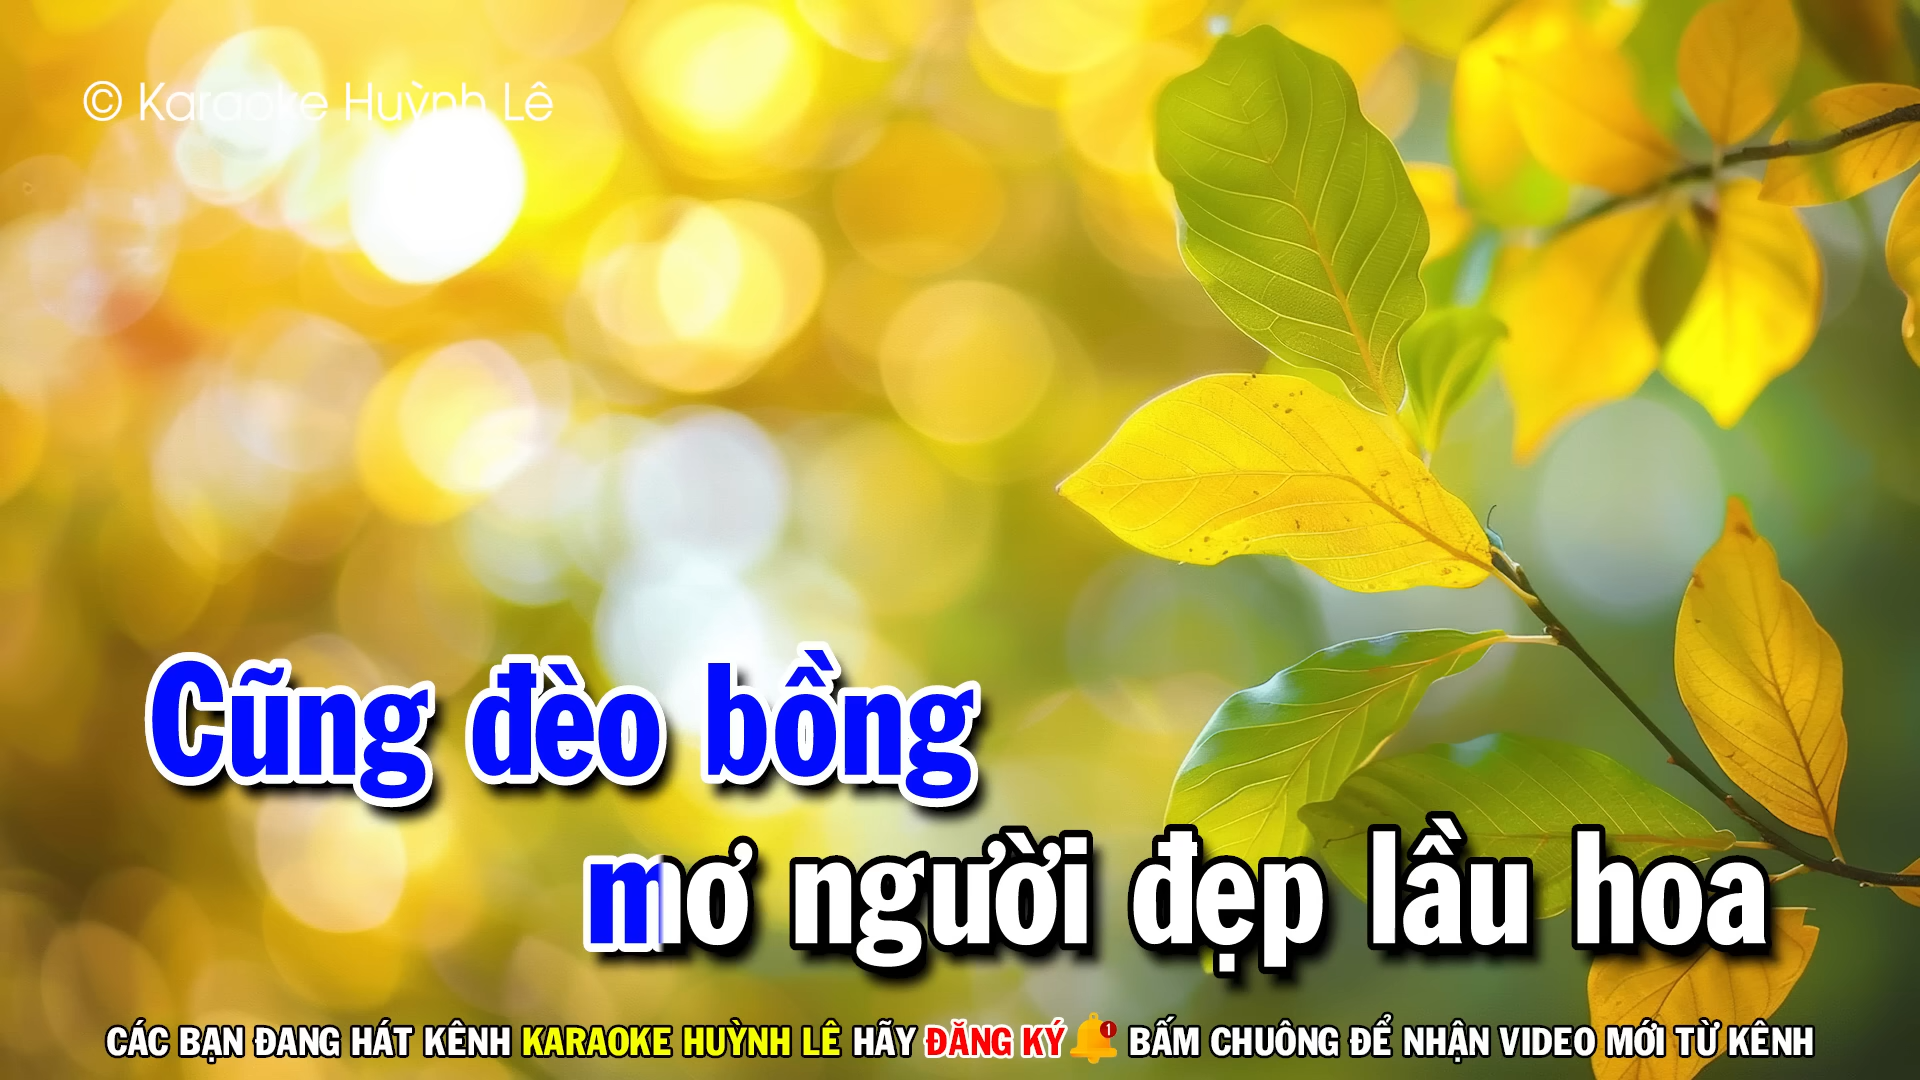 © Karaoke Huỳnh Lê
Cũng đèo bồng
mơ người đẹp lầu hoa
CÁC BẠN ĐANG HÁT KÊNH KARAOKE HUỲNH LÊ HÃY ĐĂNG KÝ 1 BẤM CHUÔNG ĐỂ NHẬN VIDEO MỚI TỪ KÊNH